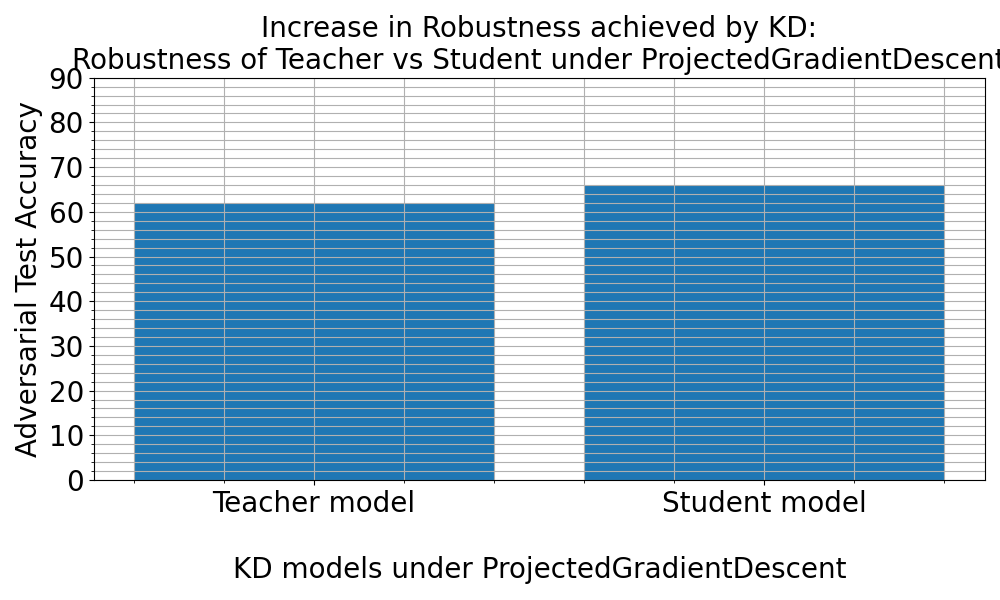 Increase in Robustness achieved by KD:
Robustness of Teacher vs Student under ProjectedGradientDescent
90
80
70
60
50
40
30
20
10
0
Adversarial Test Accuracy
Teacher model Student model
KD models under ProjectedGradientDescent